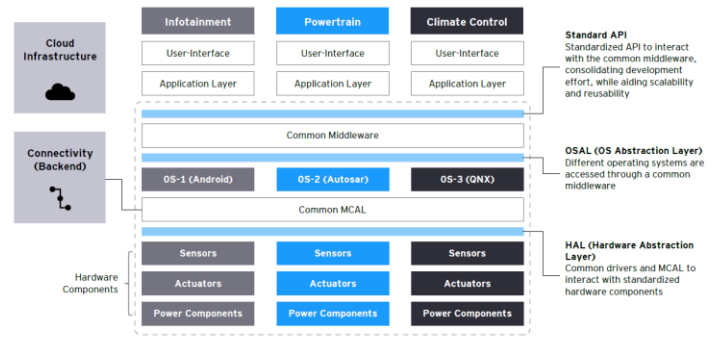 Cloud
Infrastructure
Connectivity
(Backend)
Hardware
Components
Infotainment
Powertrain
Climate Control
User-Interface
User-Interface
User-Interface
Application Layer
Application Layer
Application Layer
Common Middleware
OS-1 (Android)
OS-2 (Autosar)
OS-3 (QNX)
Common MCAL
Sensors
Sensors
Sensors
Actuators
Actuators
Actuators
Power Components
Power Components
Power Components
Standard API
Standardized API to interact
with the common middleware,
consolidating development
effort, while aiding scalability
and reusability
OSAL (OS Abstraction Layer)
Different operating systems are
accessed through a common
middleware
HAL (Hardware Abstraction
Layer)
Common drivers and MCAL to
interact with standardized
hardware components